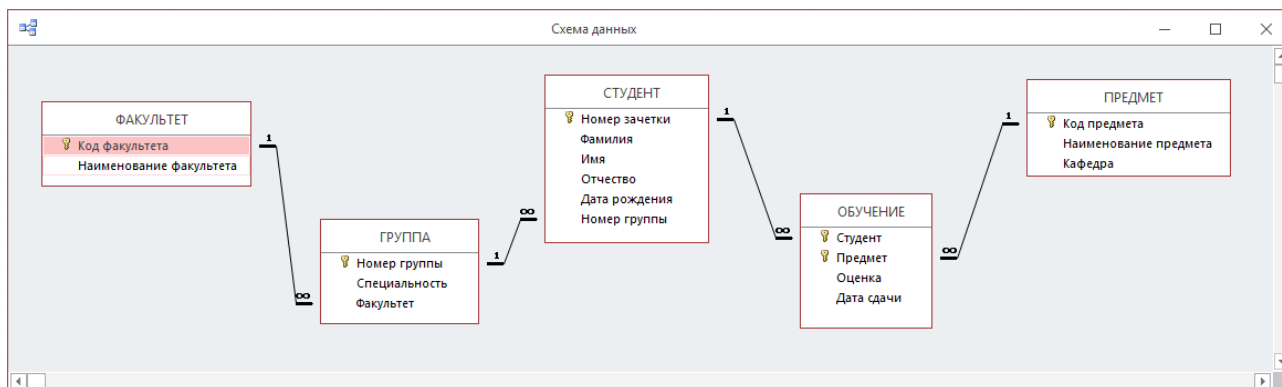 Схема данных
ФАКУЛЬТЕТ
Код факультета
Наименование факультета
1
∞
ГРУППА
Номер группы
Специальность
Факультет
1
∞
СТУДЕНТ
Номер зачетки
Фамилия
Имя
Отчество
Дата рождения
Номер группы
1
∞
ОБУЧЕНИЕ
Студент
Предмет
Оценка
Дата сдачи
∞
1
ПРЕДМЕТ
Код предмета
Наименование предмета
Кафедра